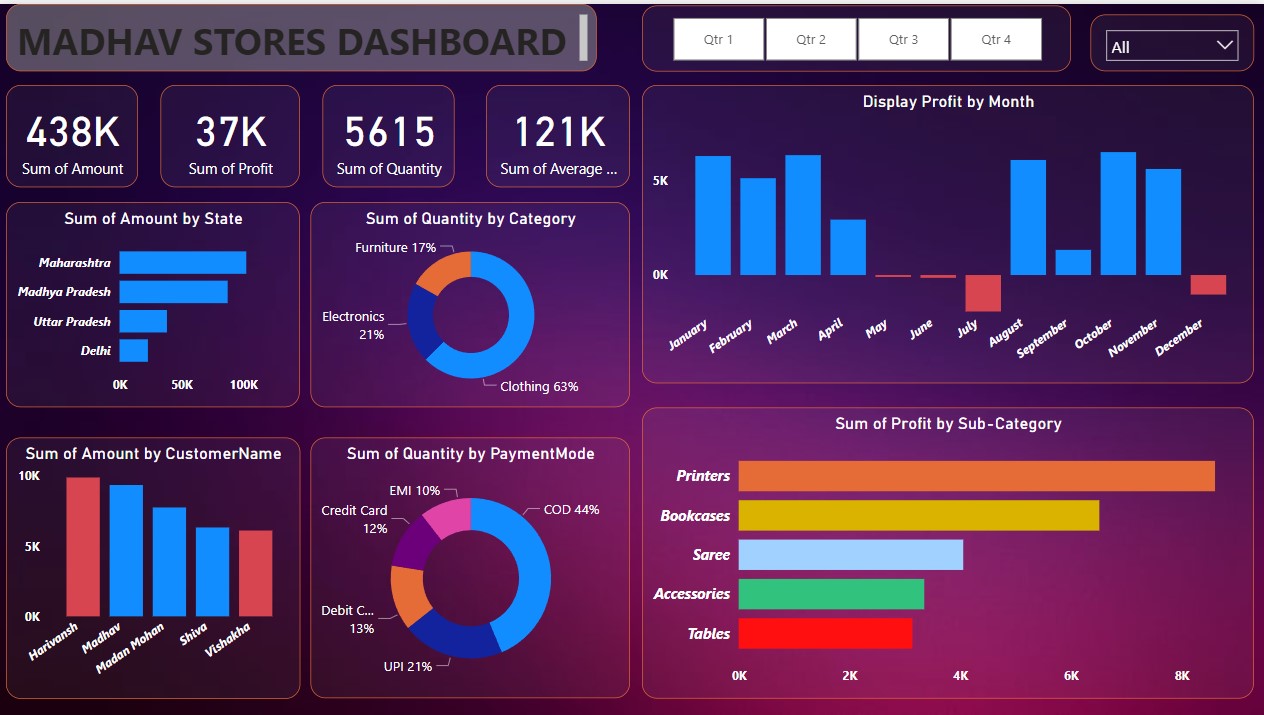 MADHAV STORES DASHBOARD
Qtr 1
Qtr 2
Qtr 3
Qtr 4
All
438K
Sum of Amount
37K
Sum of Profit
5615
Sum of Quantity
121K
Sum of Average ...
Display Profit by Month
5K
0K
January
February
March
April
May
June
July
August
September
October
November
December
Sum of Amount by State
Maharashtra
Madhya Pradesh
Uttar Pradesh
Delhi
0K
50K
100K
Sum of Quantity by Category
Furniture 17%
Electronics
21%
Clothing 63%
Sum of Amount by CustomerName
10K
5K
0K
Harivansh
Madhav
Madan Mohan
Shiva
Vishakha
Sum of Quantity by PaymentMode
EMI 10%
Credit Card
12%
COD 44%
Debit C...
13%
UPI 21%
Sum of Profit by Sub-Category
Printers
Bookcases
Saree
Accessories
Tables
0K
2K
4K
6K
8K